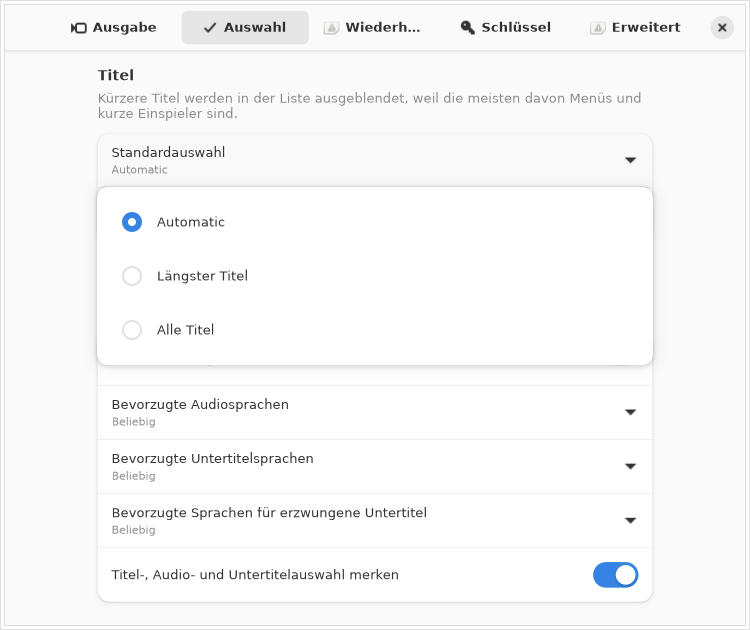 Ausgabe
Auswahl
Wiederh...
Schlüssel
Erweitert
Titel
Kürzere Titel werden in der Liste ausgeblendet, weil die meisten davon Menüs und
kurze Einspieler sind.
Standardauswahl
Automatic
Automatic
Längster Titel
Alle Titel
Bevorzugte Audiosprachen
Beliebig
Bevorzugte Untertitelsprachen
Beliebig
Bevorzugte Sprachen für erzwungene Untertitel
Beliebig
Titel-, Audio- und Untertitelauswahl merken